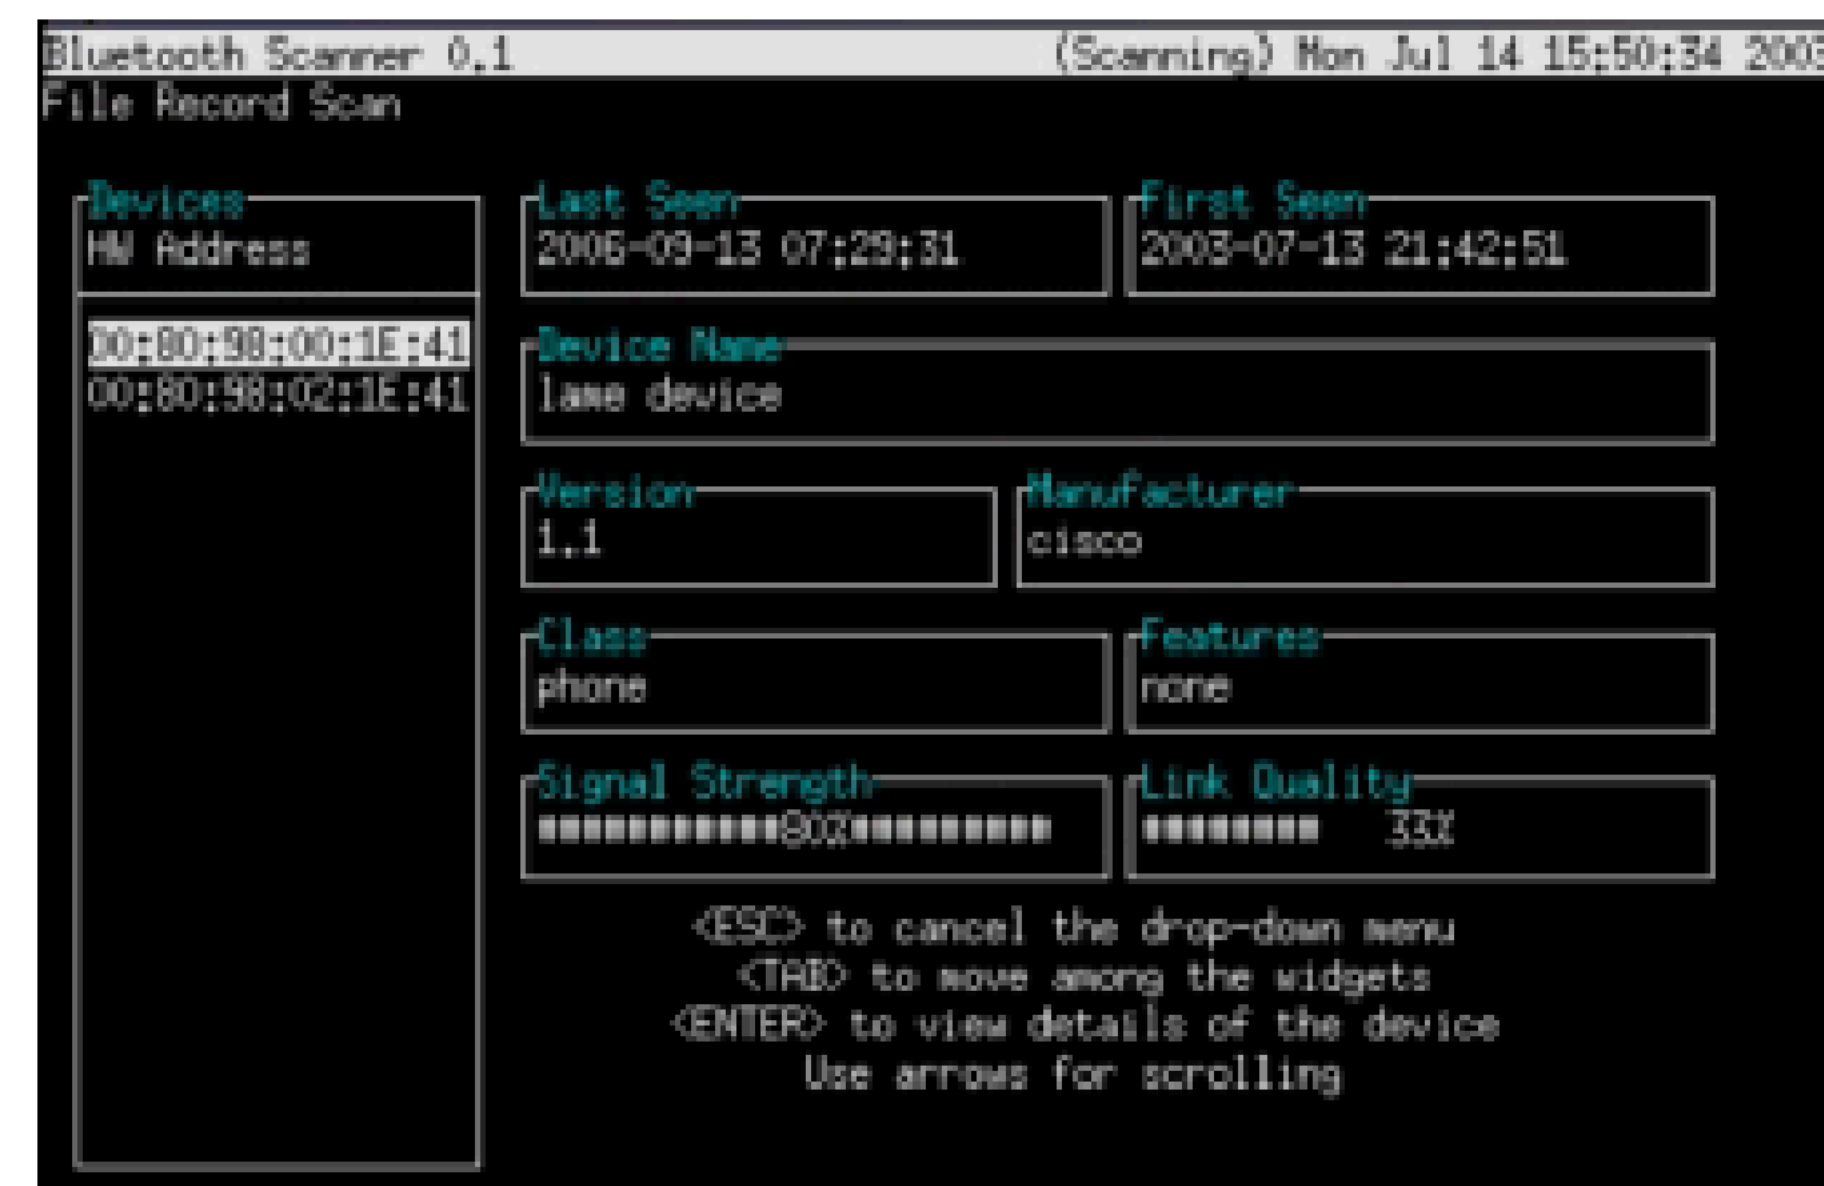 Bluetooth Scanner 0.1 (Scanning) Mon Jul 14 15:50:34 2003
File Record Scan
Devices
HW Address
00:80:98:00:1E:41
00:80:98:02:1E:41
Last Seen
2006-09-13 07:29:31
First Seen
2003-07-13 21:42:51
Device Name
lame device
Version
1.1
Manufacturer
cisco
Class
phone
Features
none
Signal Strength
80%
Link Quality
33%
<ESC> to cancel the drop-down menu
<TAB> to move among the widgets
<ENTER> to view details of the device
Use arrows for scrolling